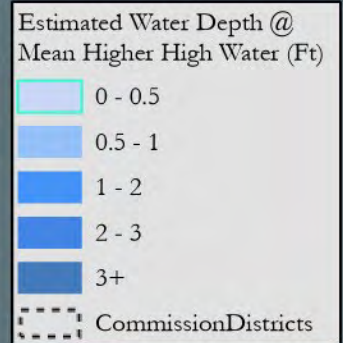 Estimated Water Depth @
Mean Higher High Water (Ft)
0 - 0.5
0.5 - 1
1 - 2
2 - 3
3+
CommissionDistricts